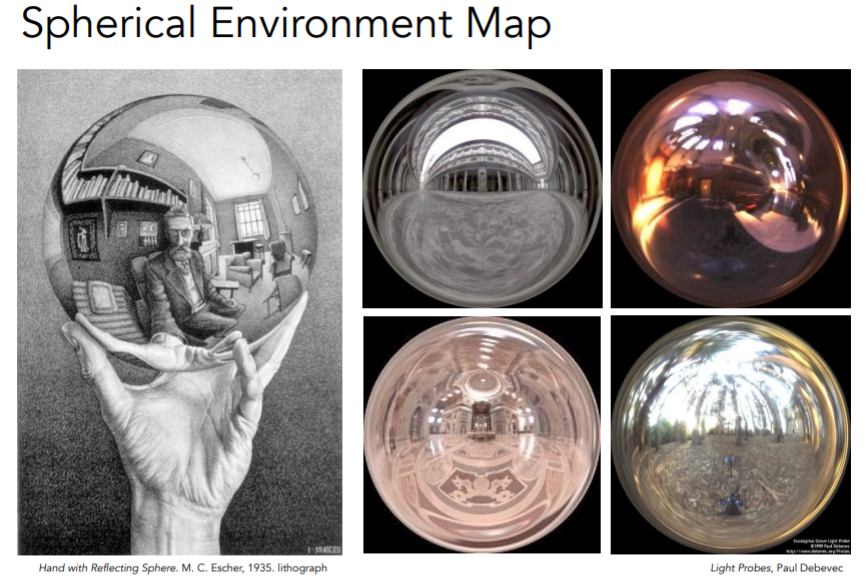 Spherical Environment Map
Hand with Reflecting Sphere. M. C. Escher, 1935. lithograph
Eucalyptus Grove Light Probe
©1999 Paul Debevec
http://www.debevec.org/Probes
Light Probes, Paul Debevec